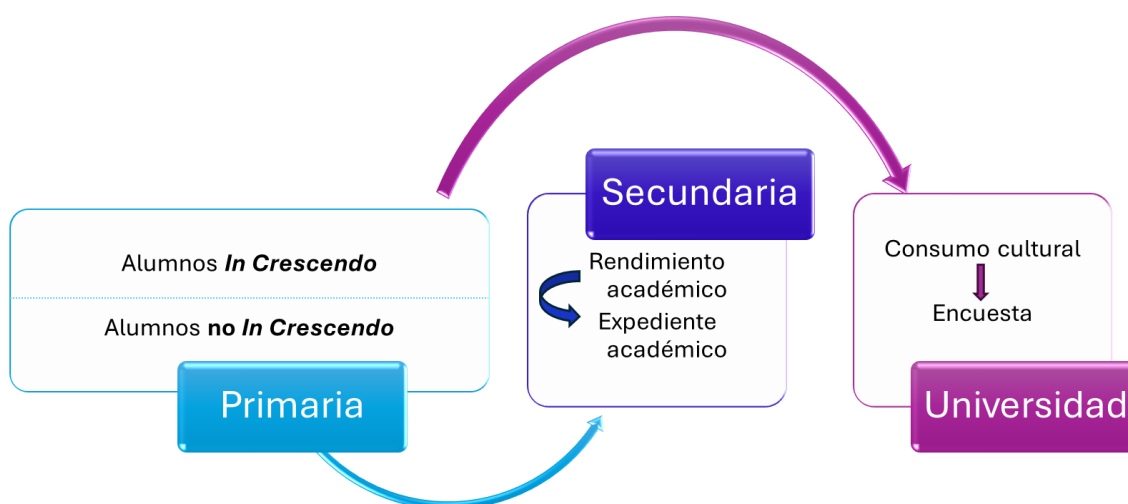 Alumnos In Crescendo
Alumnos no In Crescendo
Primaria
Secundaria
Rendimiento
académico
Expediente
académico
Consumo cultural
Encuesta
Universidad